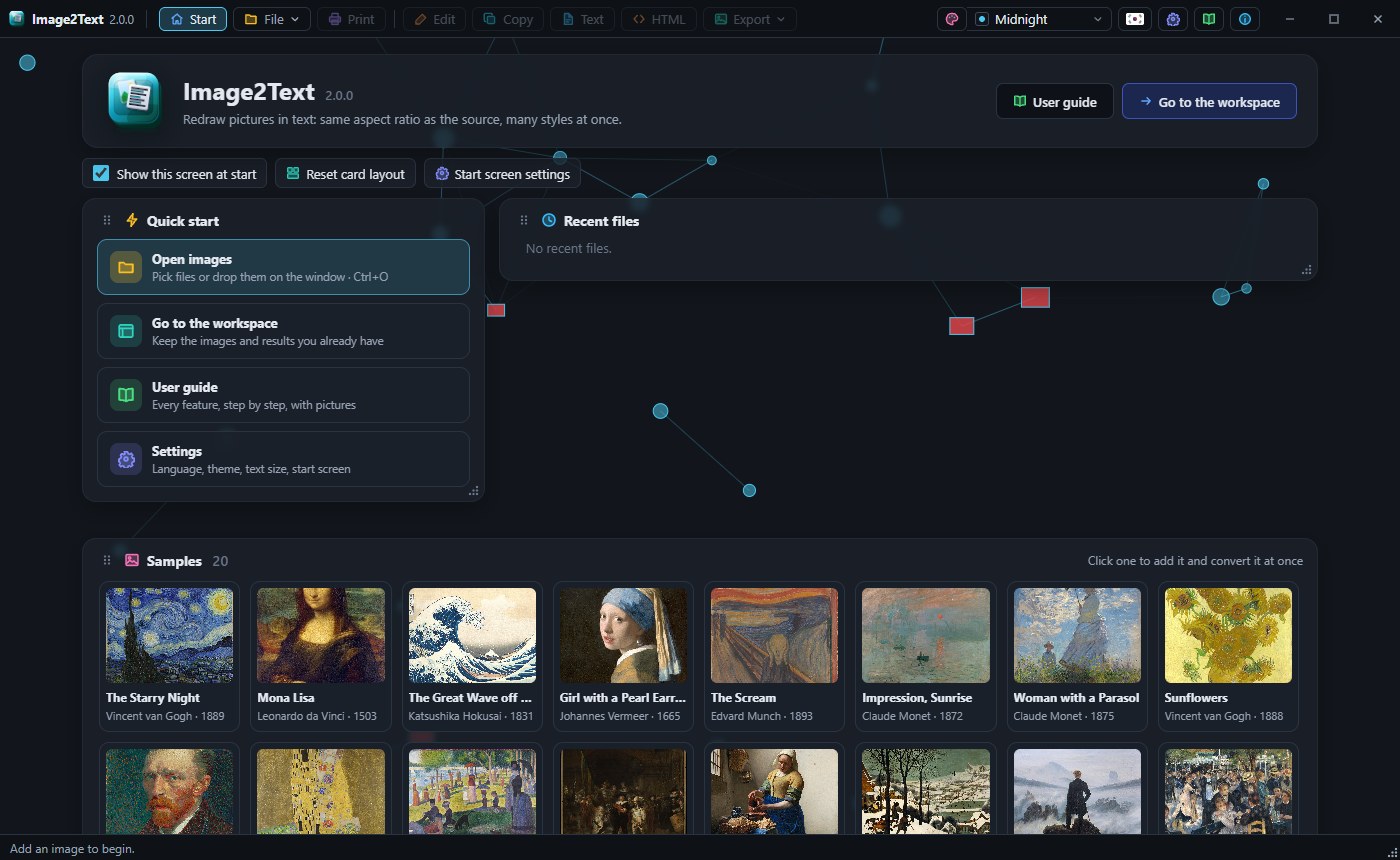 Image2Text 2.0.0
Start
File
Print
Edit
Copy
Text
HTML
Export
Midnight
Image2Text 2.0.0
Redraw pictures in text: same aspect ratio as the source, many styles at once.
User guide
Go to the workspace
Show this screen at start
Reset card layout
Start screen settings
Quick start
Open images
Pick files or drop them on the window · Ctrl+O
Go to the workspace
Keep the images and results you already have
User guide
Every feature, step by step, with pictures
Settings
Language, theme, text size, start screen
Recent files
No recent files.
Samples 20
Click one to add it and convert it at once
The Starry Night
Vincent van Gogh · 1889
Mona Lisa
Leonardo da Vinci · 1503
The Great Wave off ...
Katsushika Hokusai · 1831
Girl with a Pearl Earr...
Johannes Vermeer · 1665
The Scream
Edvard Munch · 1893
Impression, Sunrise
Claude Monet · 1872
Woman with a Parasol
Claude Monet · 1875
Sunflowers
Vincent van Gogh · 1888
Add an image to begin.